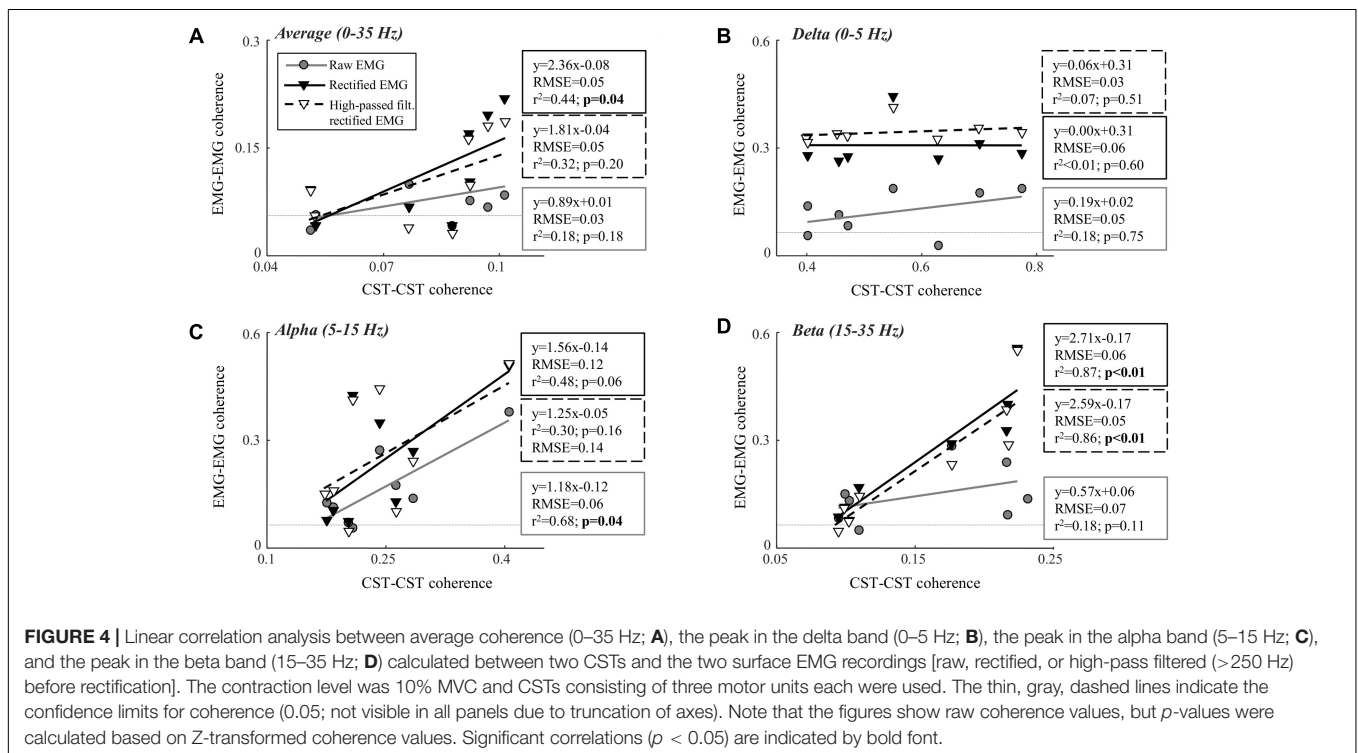 A
Average (0-35 Hz)
0.3
0.15
0
EMG-EMG coherence
Raw EMG
Rectified EMG
High-passed filt.
rectified EMG
0.04
0.07
0.1
CST-CST coherence
y=2.36x-0.08
RMSE=0.05
r²=0.44; p=0.04
y=1.81x-0.04
RMSE=0.05
r²=0.32; p=0.20
y=0.89x+0.01
RMSE=0.03
r²=0.18; p=0.18
B
Delta (0-5 Hz)
0.6
0.3
0
EMG-EMG coherence
0.4
0.6
0.8
CST-CST coherence
y=0.06x+0.31
RMSE=0.03
r²=0.07; p=0.51
y=0.00x+0.31
RMSE=0.06
r²<0.01; p=0.60
y=0.19x+0.02
RMSE=0.05
r²=0.18; p=0.75
C
Alpha (5-15 Hz)
0.6
0.3
0
EMG-EMG coherence
0.1
0.25
0.4
CST-CST coherence
y=1.56x-0.14
RMSE=0.12
r²=0.48; p=0.06
y=1.25x-0.05
r²=0.30; p=0.16
RMSE=0.14
y=1.18x-0.12
RMSE=0.06
r²=0.68; p=0.04
D
Beta (15-35 Hz)
0.6
0.3
0
EMG-EMG coherence
0.05
0.15
0.25
CST-CST coherence
y=2.71x-0.17
RMSE=0.06
r²=0.87; p<0.01
y=2.59x-0.17
RMSE=0.05
r²=0.86; p<0.01
y=0.57x+0.06
RMSE=0.07
r²=0.18; p=0.11
FIGURE 4 | Linear correlation analysis between average coherence (0–35 Hz; A), the peak in the delta band (0–5 Hz; B), the peak in the alpha band (5–15 Hz; C),
and the peak in the beta band (15–35 Hz; D) calculated between two CSTs and the two surface EMG recordings [raw, rectified, or high-pass filtered (>250 Hz)
before rectification]. The contraction level was 10% MVC and CSTs consisting of three motor units each were used. The thin, gray, dashed lines indicate the
confidence limits for coherence (0.05; not visible in all panels due to truncation of axes). Note that the figures show raw coherence values, but p-values were
calculated based on Z-transformed coherence values. Significant correlations (p < 0.05) are indicated by bold font.